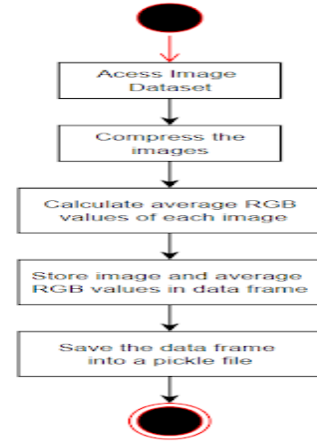 Acess Image
Dataset
Compress the
images
Calculate average RGB
values of each image
Store image and average
RGB values in data frame
Save the data frame
into a pickle file